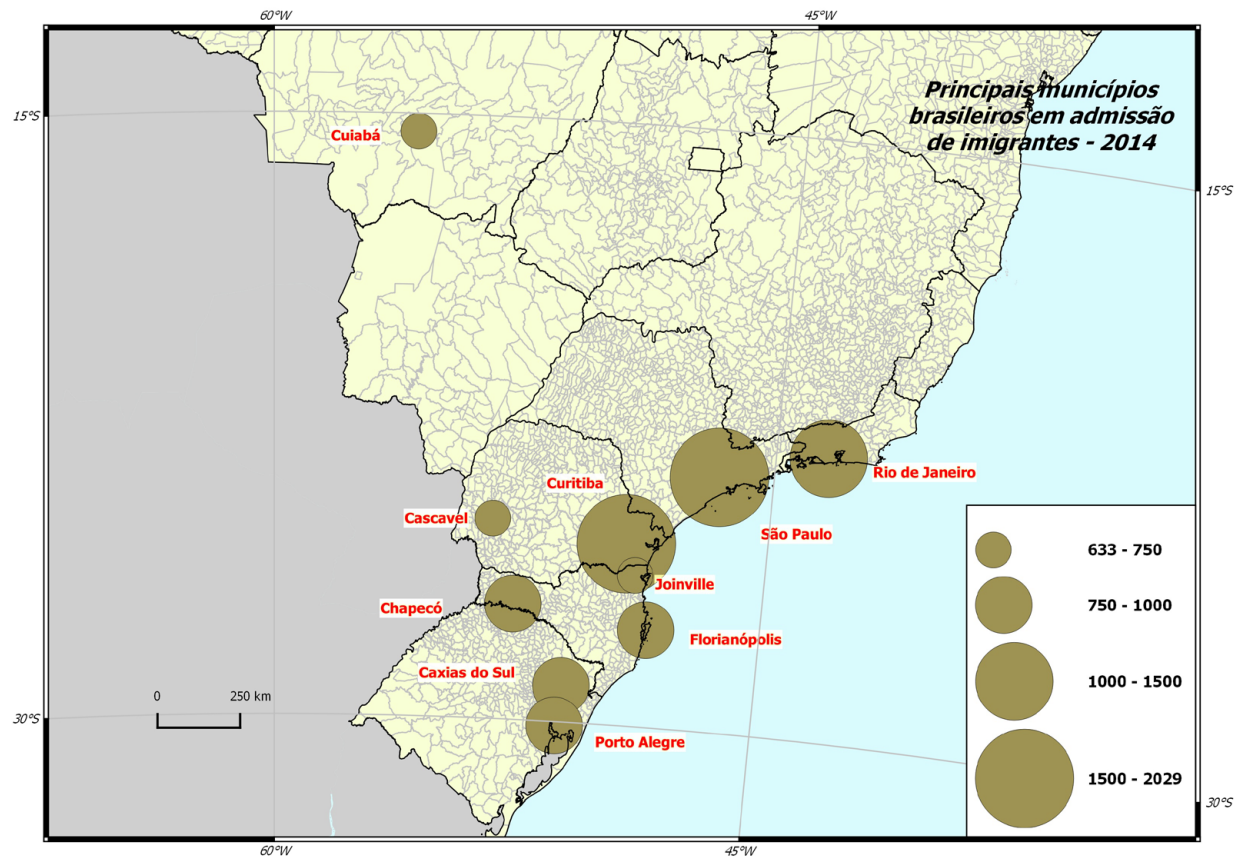 60°W
45°W
Principais municípios
brasileiros em admissão
de imigrantes - 2014
15°S
Cuiabá
15°S
Rio de Janeiro
Curitiba
Cascavel
São Paulo
633 - 750
Joinville
Chapecó
750 - 1000
Florianópolis
Caxias do Sul
1000 - 1500
0
250 km
30°S
Porto Alegre
1500 - 2029
30°S
60°W
45°W